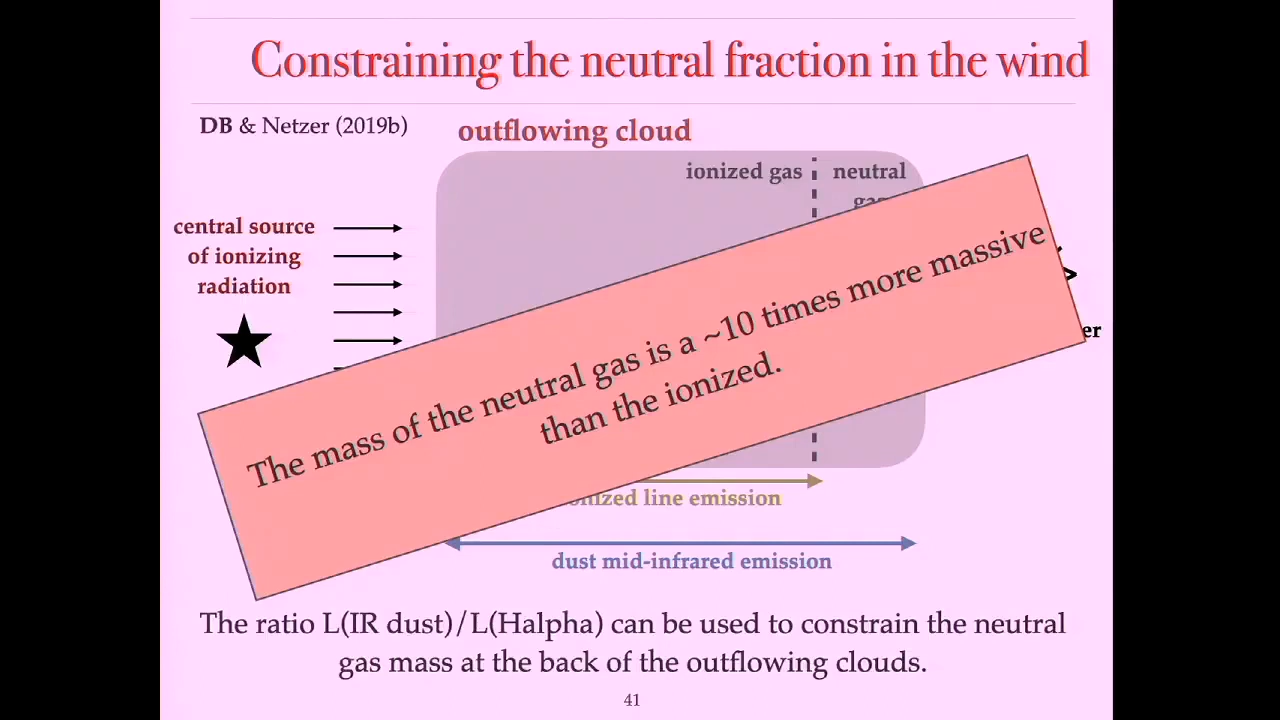 Constraining the neutral fraction in the wind
DB & Netzer (2019b)
outflowing cloud
ionized gas
neutral
central source
of ionizing
radiation
The mass of the neutral gas is a ~10 times more massive
than the ionized.
line emission
dust mid-infrared emission
The ratio L(IR dust)/L(Halpha) can be used to constrain the neutral
gas mass at the back of the outflowing clouds.
41